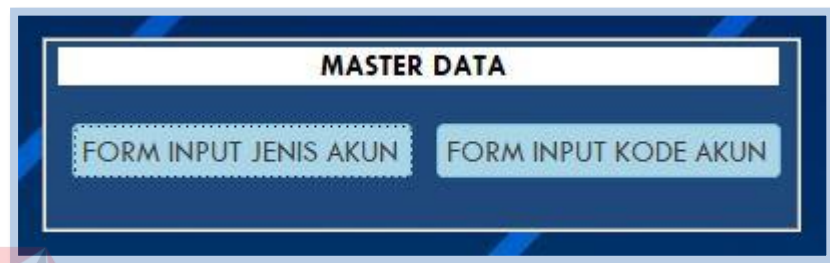 MASTER DATA
FORM INPUT JENIS AKUN FORM INPUT KODE AKUN